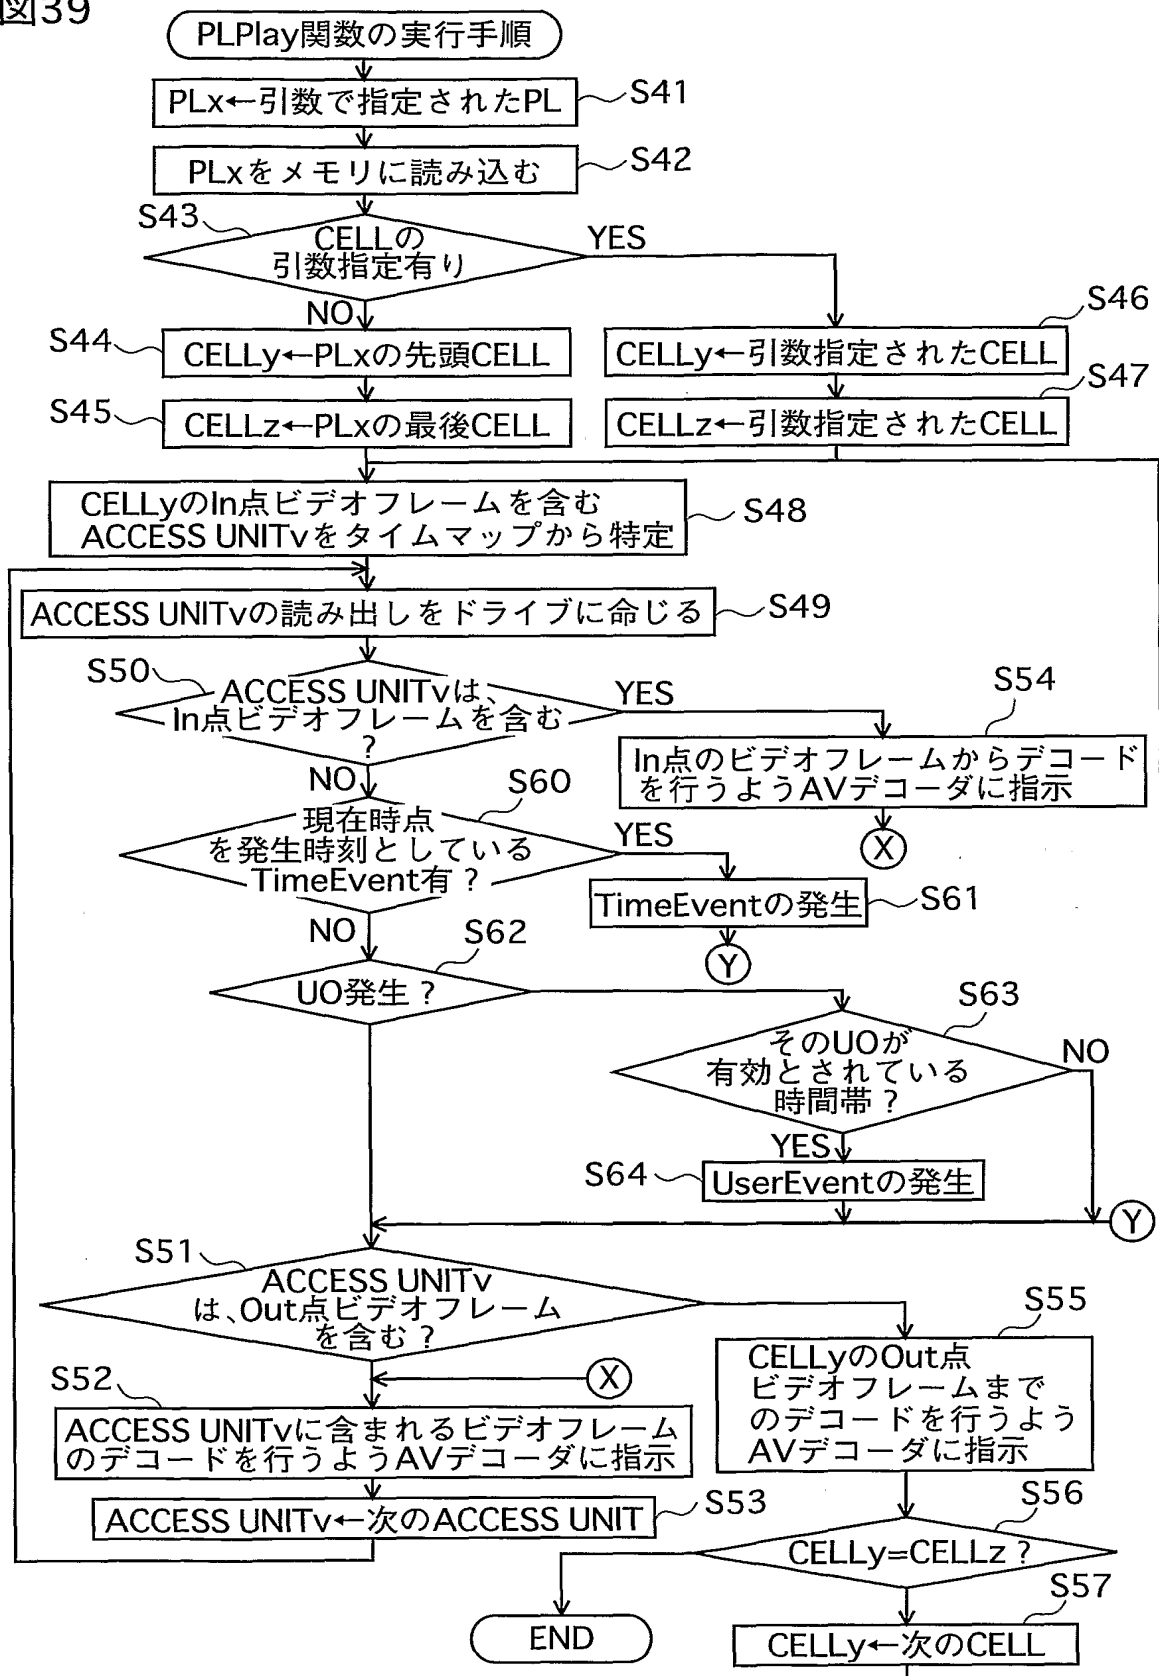 図39
PLPlay関数の実行手順
PLx←引数で指定されたPL
S41
PLxをメモリに読み込む
S42
S43
CELLの
引数指定有り
YES
NO
S44
CELLy←PLxの先頭CELL
S46
CELLy←引数指定されたCELL
S45
CELLz←PLxの最後CELL
S47
CELLz←引数指定されたCELL
CELLyのIn点ビデオフレームを含む
ACCESS UNITvをタイムマップから特定
S48
ACCESS UNITvの読み出しをドライブに命じる
S49
S50
ACCESS UNITvは、
In点ビデオフレームを含む
?
YES
NO
S54
In点のビデオフレームからデコード
を行うようAVデコーダに指示
X
S60
現在時点
を発生時刻としている
TimeEvent有?
YES
NO
TimeEventの発生
S61
Y
S62
UO発生?
S63
そのUOが
有効とされている
時間帯?
NO
YES
S64
UserEventの発生
Y
S51
ACCESS UNITv
は、Out点ビデオフレーム
を含む?
S55
CELLyのOut点
ビデオフレームまで
のデコードを行うよう
AVデコーダに指示
X
S52
ACCESS UNITvに含まれるビデオフレーム
のデコードを行うようAVデコーダに指示
S53
ACCESS UNITv←次のACCESS UNIT
S56
CELLy=CELLz?
END
S57
CELLy←次のCELL